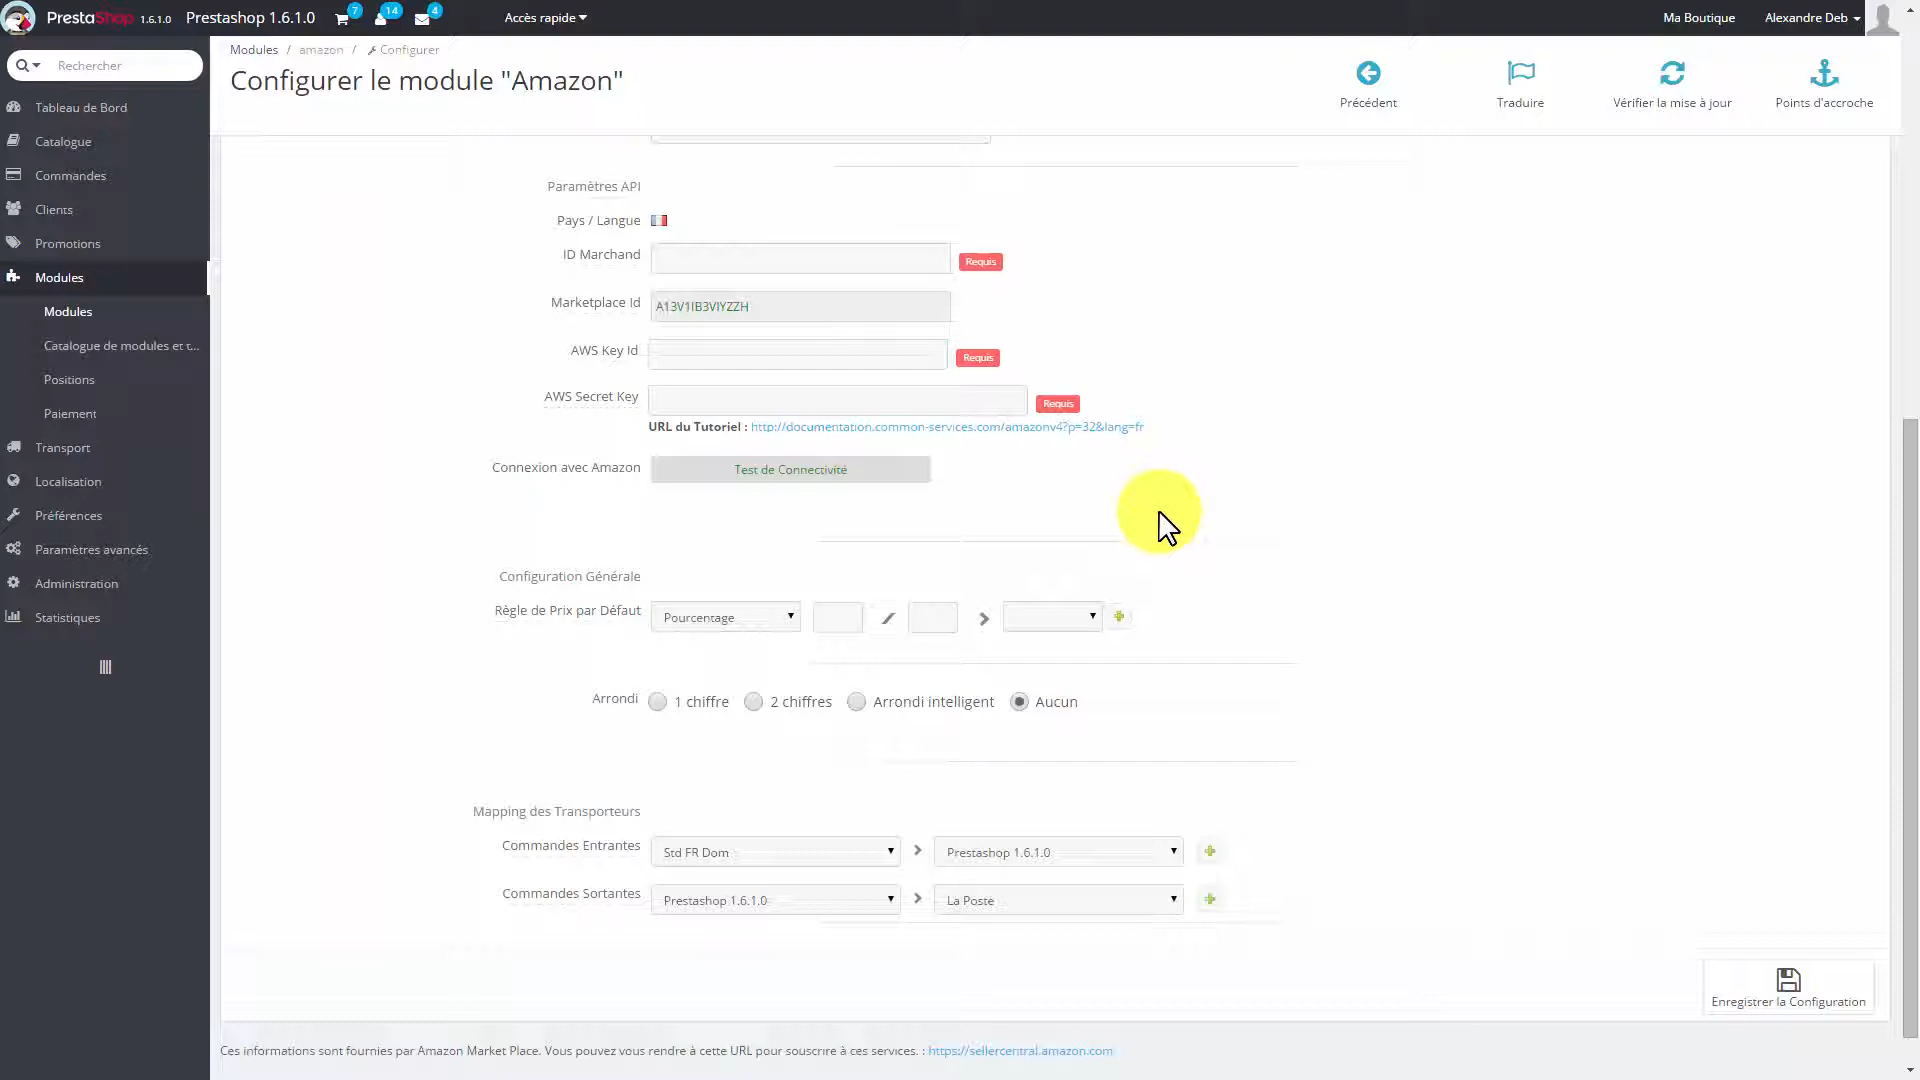 PrestaShop 1.6.1.0 Prestashop 1.6.1.0 7 14 4 Accès rapide Ma Boutique Alexandre Deb
Rechercher
Tableau de Bord
Catalogue
Commandes
Clients
Promotions
Modules
Modules
Catalogue de modules et t...
Positions
Paiement
Transport
Localisation
Préférences
Paramètres avancés
Administration
Statistiques
Modules / amazon / Configurer
Configurer le module "Amazon"
Précédent Traduire Vérifier la mise à jour Points d'accroche
Paramètres API
Pays / Langue
ID Marchand Requis
Marketplace Id A13V1IB3VIYZZH
AWS Key Id Requis
AWS Secret Key Requis
URL du Tutoriel : http://documentation.common-services.com/amazonv4?p=32&lang=fr
Connexion avec Amazon Test de Connectivité
Configuration Générale
Règle de Prix par Défaut Pourcentage
Arrondi 1 chiffre 2 chiffres Arrondi intelligent Aucun
Mapping des Transporteurs
Commandes Entrantes Std FR Dom Prestashop 1.6.1.0
Commandes Sortantes Prestashop 1.6.1.0 La Poste
Enregistrer la Configuration
Ces informations sont fournies par Amazon Market Place. Vous pouvez vous rendre à cette URL pour souscrire à ces services. : https://sellercentral.amazon.com